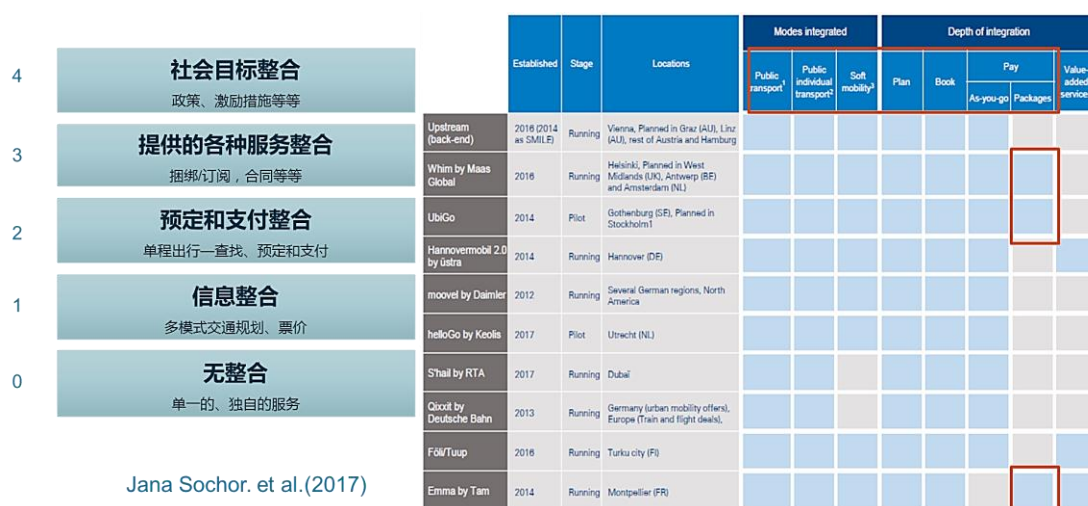 4
社会目标整合
政策、激励措施等等
3
提供的各种服务整合
捆绑/订阅，合同等等
2
预定和支付整合
单程出行—查找、预定和支付
1
信息整合
多模式交通规划、票价
0
无整合
单一的、独自的服务
Jana Sochor. et al.(2017)
Established
Stage
Locations
Modes integrated
Depth of integration
Public
ransport1
Public
individual
transport2
Soft
mobility3
Plan
Book
Pay
As-you-go
Packages
Value-
added
service
Upstream
(back-end)
2016 (2014
as SMILE)
Running
Vienna, Planned in Graz (AU), Linz
(AU), rest of Austria and Hamburg
Whim by Maas
Global
2016
Running
Helsinki, Planned in West
Midlands (UK), Antwerp (BE)
and Amsterdam (NL)
UbiGo
2014
Pilot
Gothenburg (SE), Planned in
Stockholm1
Hannovermobil 2.0
by üstra
2014
Running
Hannover (DE)
moovel by Daimler
2012
Running
Several German regions, North
America
helloGo by Keolis
2017
Pilot
Utrecht (NL)
S'hail by RTA
2017
Running
Dubaï
Qixxit by
Deutsche Bahn
2013
Running
Germany (urban mobility offers),
Europe (Train and flight deals),
Föli/Tuup
2016
Running
Turku city (FI)
Emma by Tam
2014
Running
Montpellier (FR)